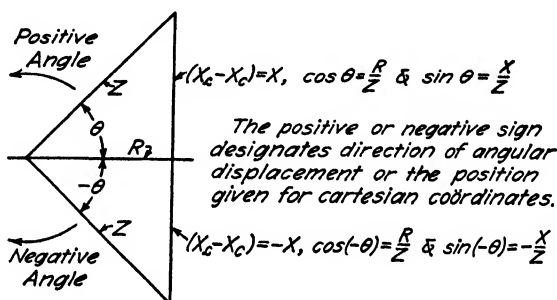 Positive
Angle
Z
(X_c-X_c)=X, cos θ=R/Z & sin θ=X/Z
θ
R
The positive or negative sign
designates direction of angular
displacement or the position
given for cartesian coördinates.
-θ
Z
(X_c-X_c)=-X, cos(-θ)=R/Z & sin(-θ)=-X/Z
Negative
Angle